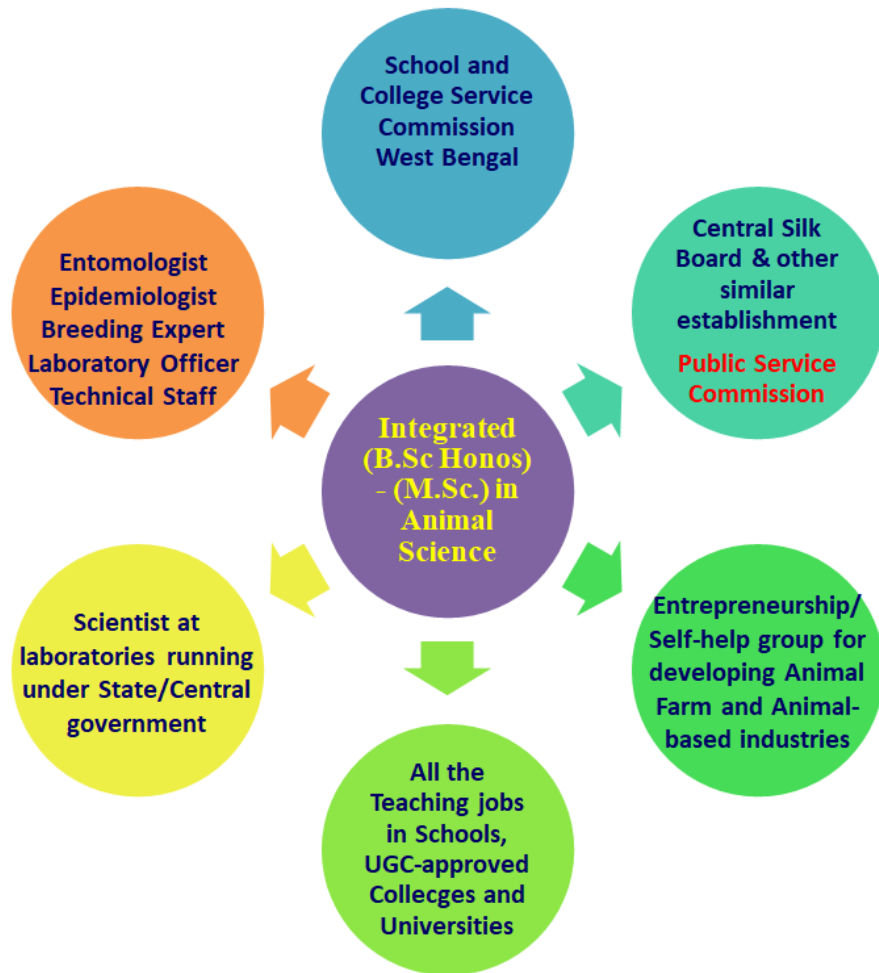 School and
College Service
Commission
West Bengal
Entomologist
Epidemiologist
Breeding Expert
Laboratory Officer
Technical Staff
Central Silk
Board & other
similar
establishment
Public Service
Commission
Integrated
(B.Sc Honos)
- (M.Sc.) in
Animal
Science
Scientist at
laboratories running
under State/Central
government
Entrepreneurship/
Self-help group for
developing Animal
Farm and Animal-
based industries
All the
Teaching jobs
in Schools,
UGC-approved
Collecges and
Universities